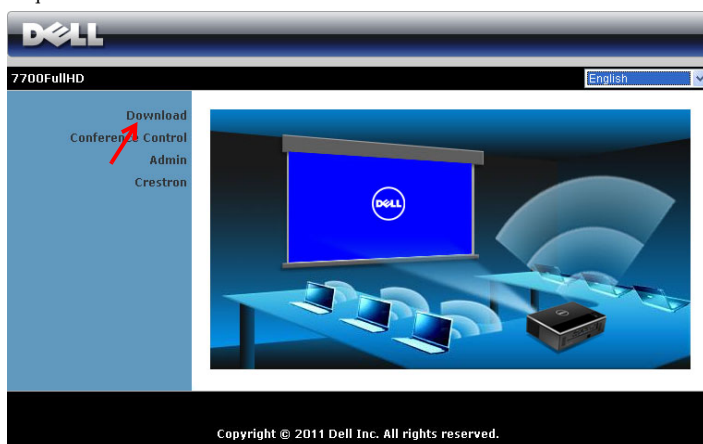 DELL
7700FullHD
English
Download
Conference Control
Admin
Crestron
DELL
Copyright © 2011 Dell Inc. All rights reserved.